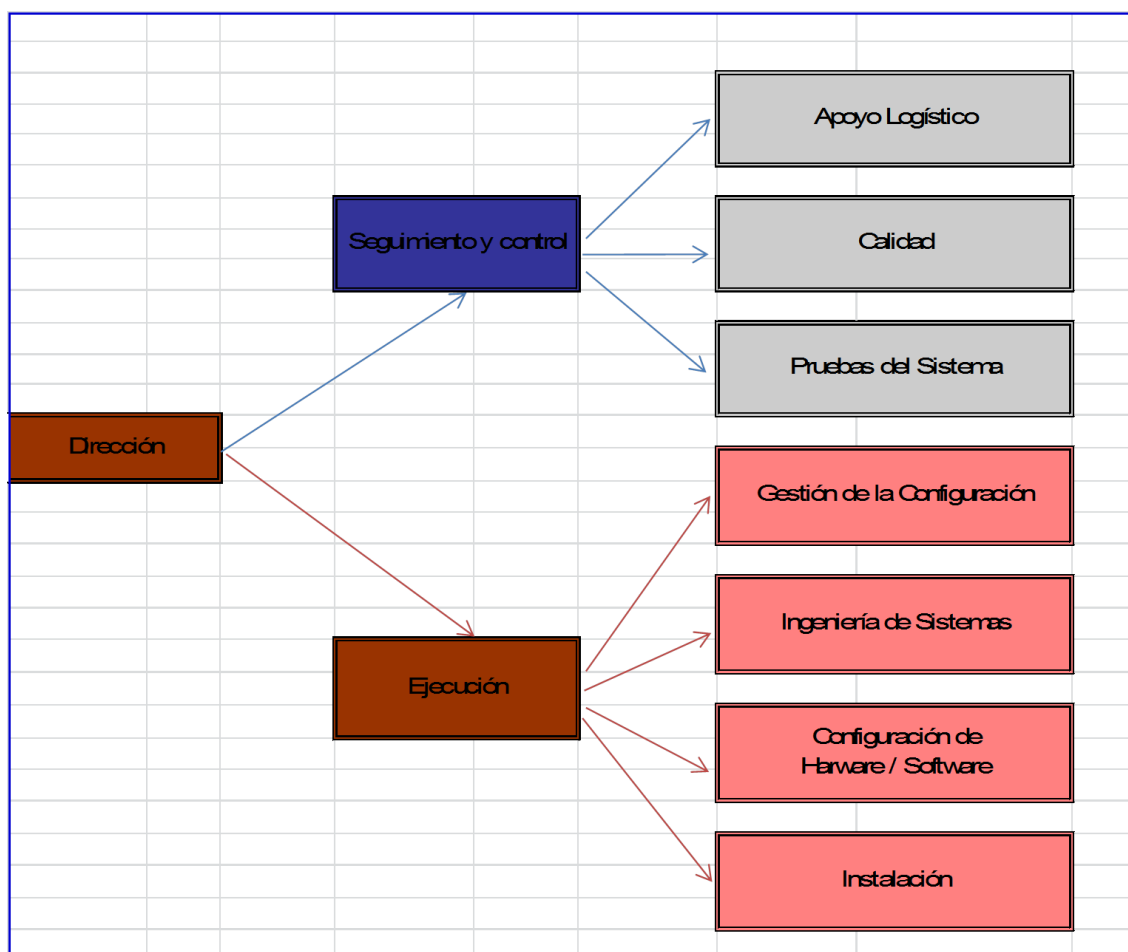 Apoyo Logístico
Seguimiento y control
Calidad
Pruebas del Sistema
Dirección
Gestión de la Configuración
Ingeniería de Sistemas
Ejecución
Configuración de
Harware / Software
Instalación